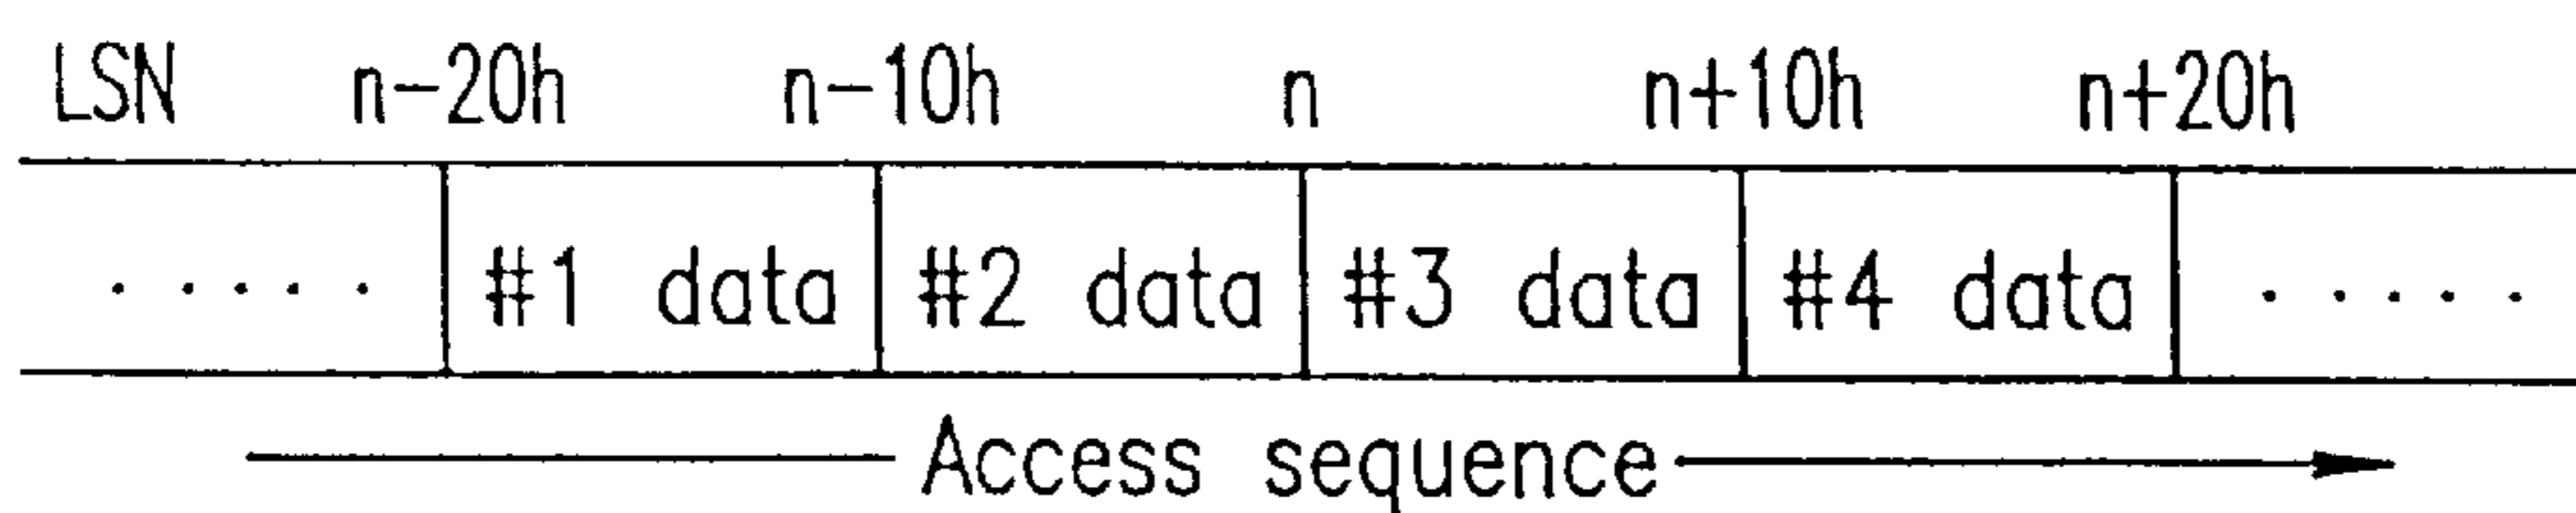 LSN n-20h n-10h n n+10h n+20h
..... #1 data #2 data #3 data #4 data .....
Access sequence